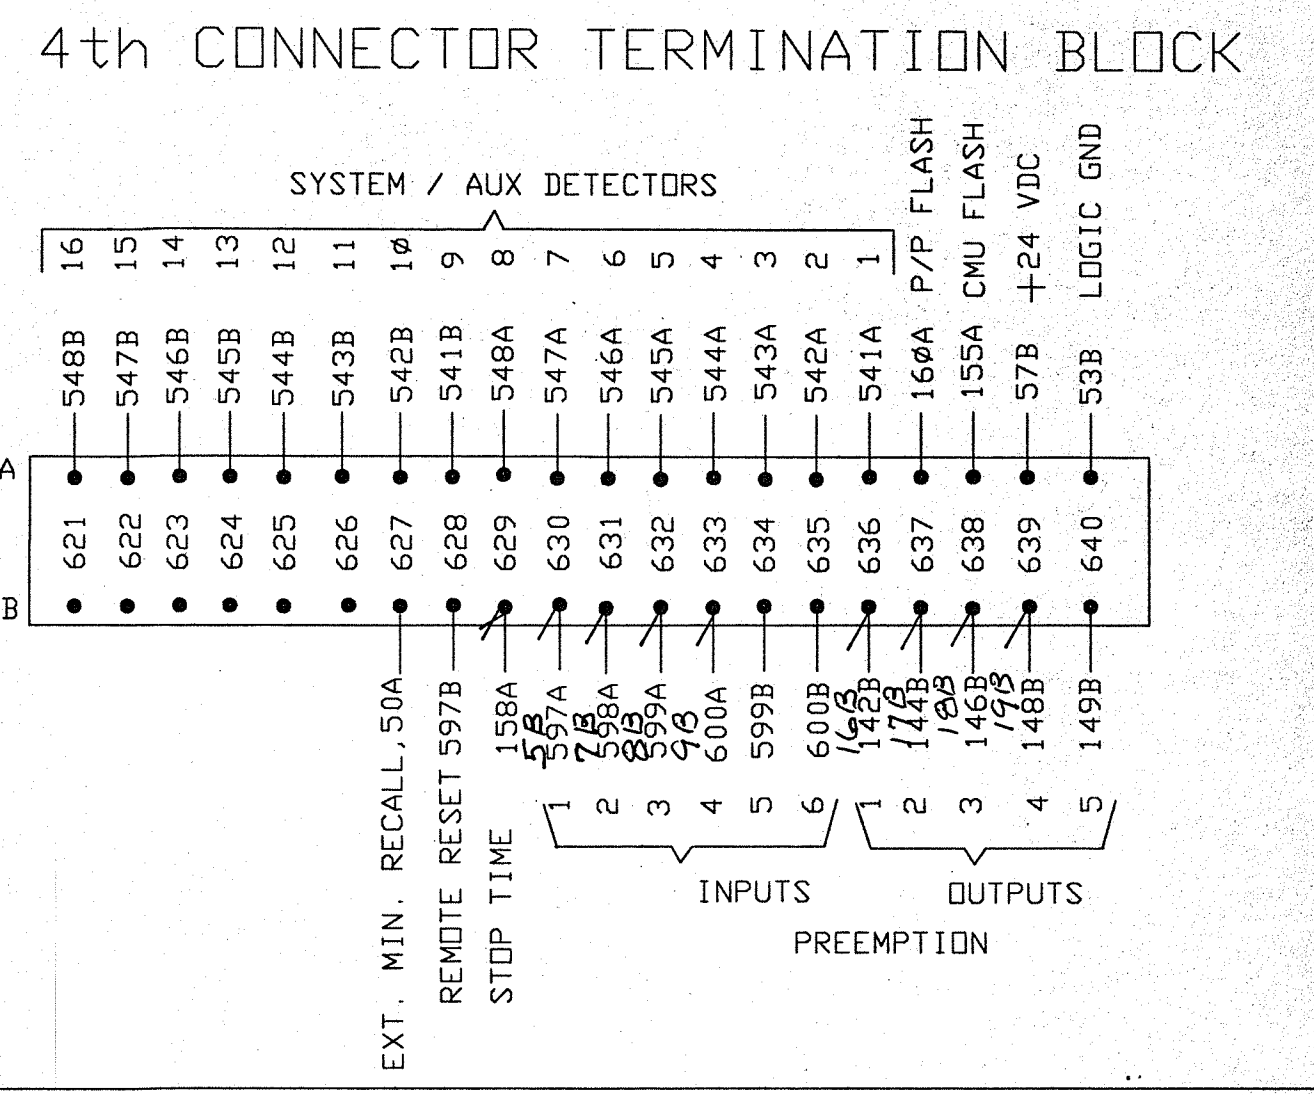 4th CONNECTOR TERMINATION BLOCK
SYSTEM / AUX DETECTORS
16 15 14 13 12 11 10 9 8 7 6 5 4 3 2 1 P/P FLASH CMU FLASH +24 VDC LOGIC GND
548B 547B 546B 545B 544B 543B 542B 541B 548A 547A 546A 545A 544A 543A 542A 541A 160A 155A 57B 53B
A
621 622 623 624 625 626 627 628 629 630 631 632 633 634 635 636 637 638 639 640
B
EXT. MIN. RECALL, 50A
REMOTE RESET 597B
STOP TIME 158A
597A 598A 599A 600A 599B 600B 142B 144B 146B 148B 149B
5B 7B 8B 9B 16B 17B 18B 19B
1 2 3 4 5 6 1 2 3 4 5
INPUTS OUTPUTS
PREEMPTION